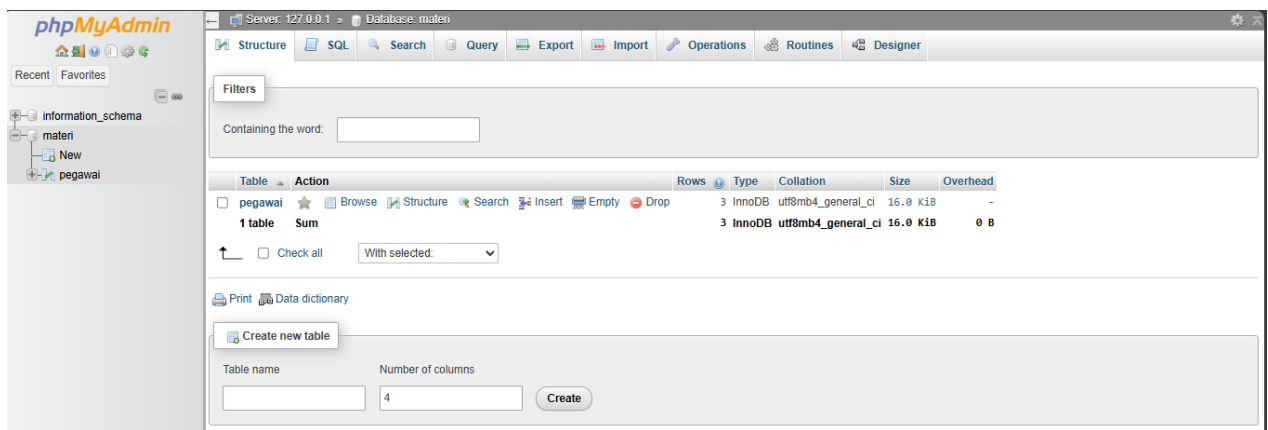 phpMyAdmin
Server: 127.0.0.1 » Database: materi
Structure SQL Search Query Export Import Operations Routines Designer
Recent Favorites
information_schema
materi
New
pegawai
Filters
Containing the word:
Table Action Rows Type Collation Size Overhead
pegawai Browse Structure Search Insert Empty Drop 3 InnoDB utf8mb4_general_ci 16.0 KiB -
1 table Sum 3 InnoDB utf8mb4_general_ci 16.0 KiB 0 B
Check all With selected:
Print Data dictionary
Create new table
Table name Number of columns
4 Create